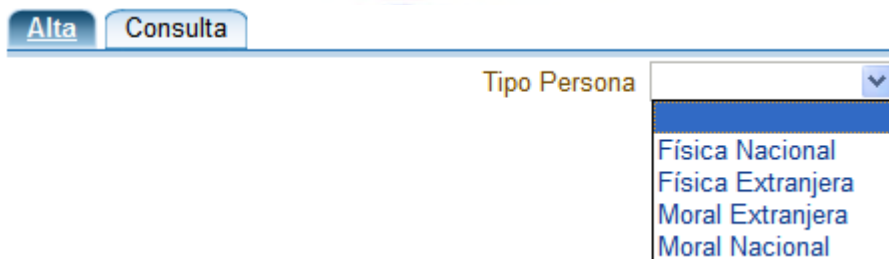 Alta Consulta
Tipo Persona
Física Nacional
Física Extranjera
Moral Extranjera
Moral Nacional